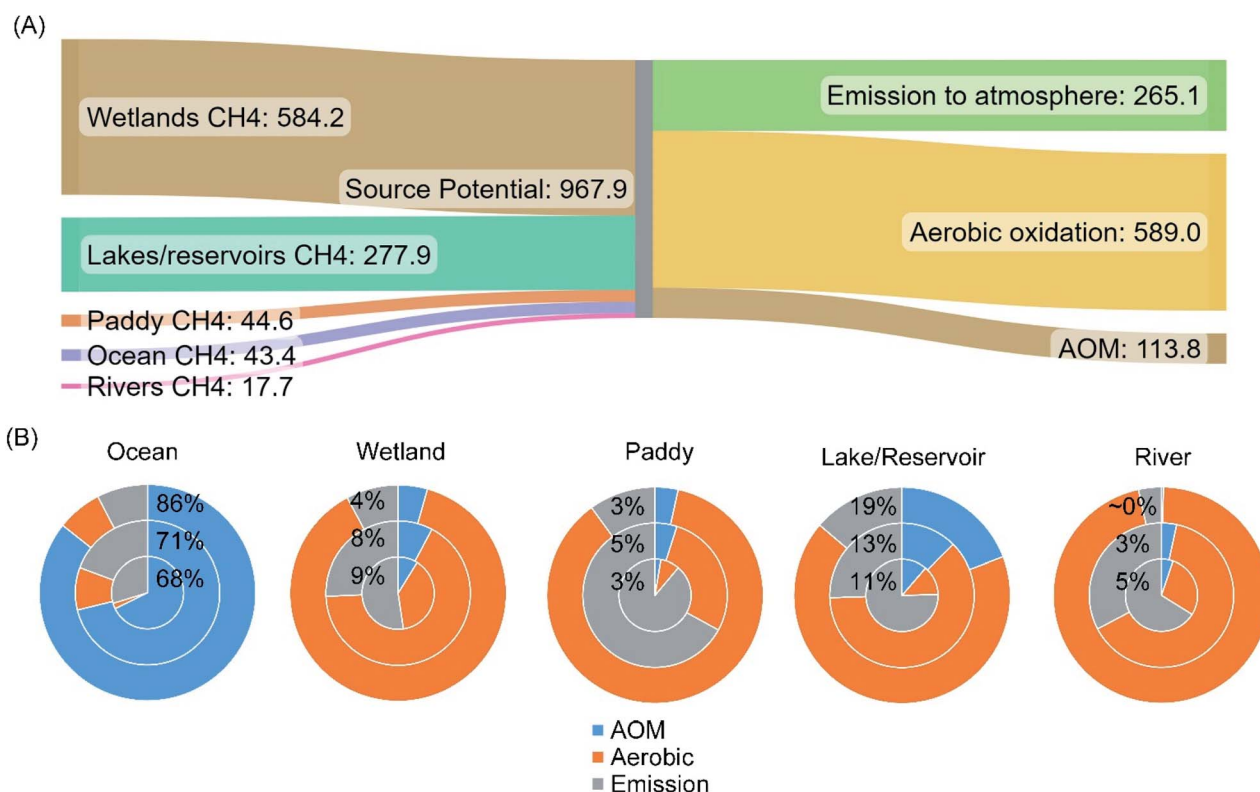 (A)
Wetlands CH4: 584.2
Source Potential: 967.9
Lakes/reservoirs CH4: 277.9
Paddy CH4: 44.6
Ocean CH4: 43.4
Rivers CH4: 17.7
Emission to atmosphere: 265.1
Aerobic oxidation: 589.0
AOM: 113.8
(B)
Ocean
86%
71%
68%
Wetland
4%
8%
9%
Paddy
3%
5%
3%
Lake/Reservoir
19%
13%
11%
River
~0%
3%
5%
AOM
Aerobic
Emission